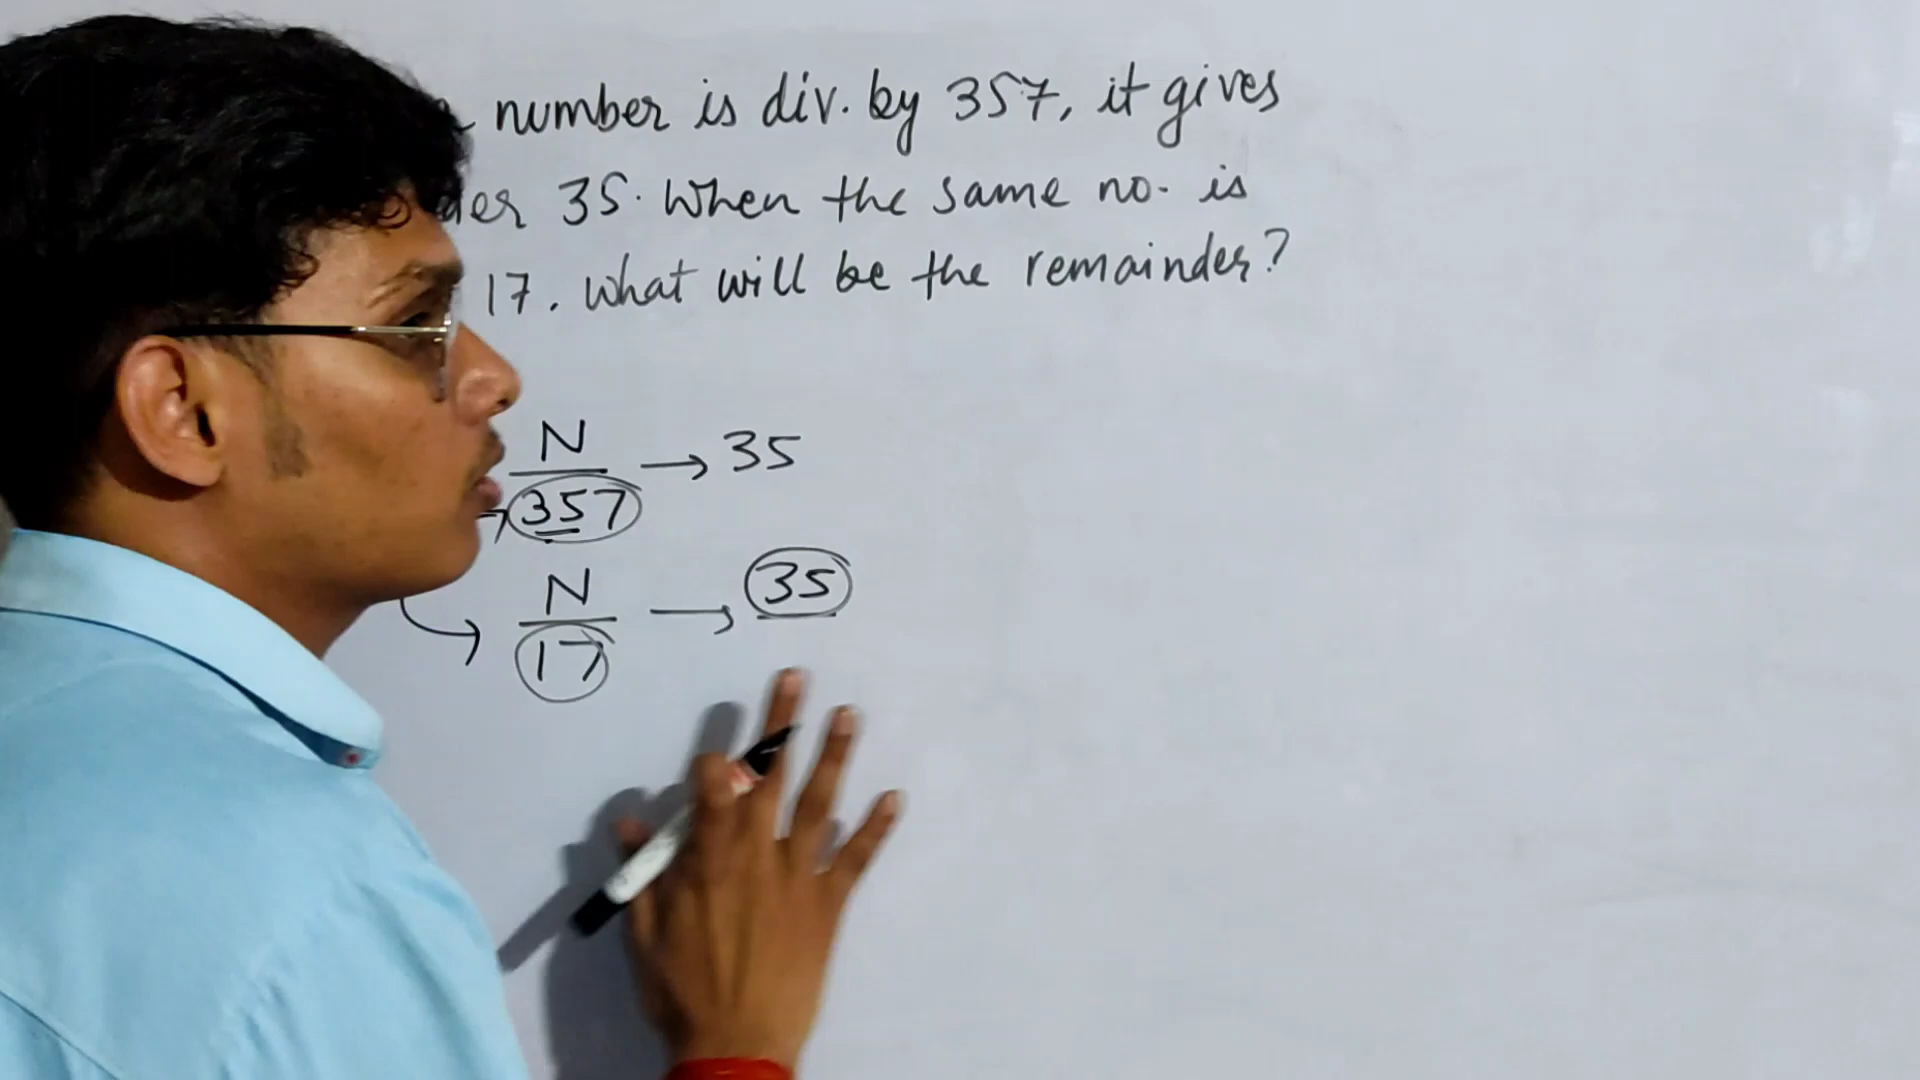 number is div. by 357, it gives
der 35. When the same no. is
17. what will be the remainder?
N
357 → 35
N
17 → 35